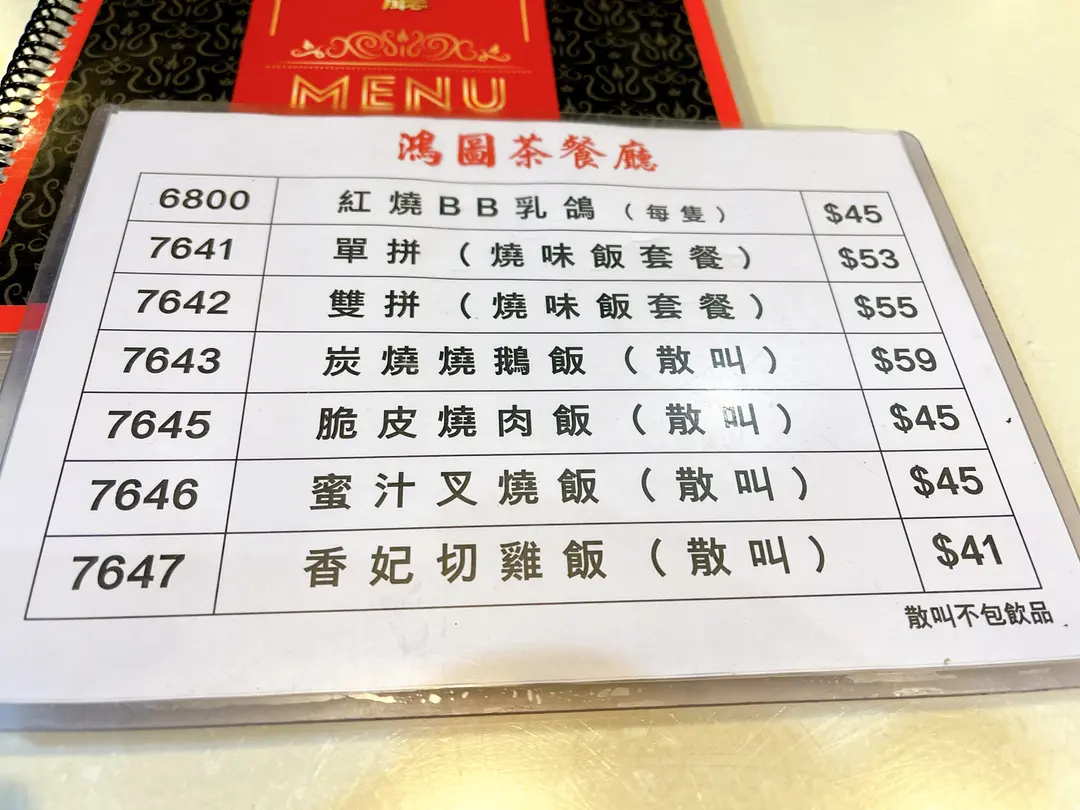 廳
MENU
鴻圖茶餐廳
6800 紅燒BB乳鴿（每隻） $45
7641 單拼（燒味飯套餐） $53
7642 雙拼（燒味飯套餐） $55
7643 炭燒燒鵝飯（散叫） $59
7645 脆皮燒肉飯（散叫） $45
7646 蜜汁叉燒飯（散叫） $45
7647 香妃切雞飯（散叫） $41
散叫不包飲品